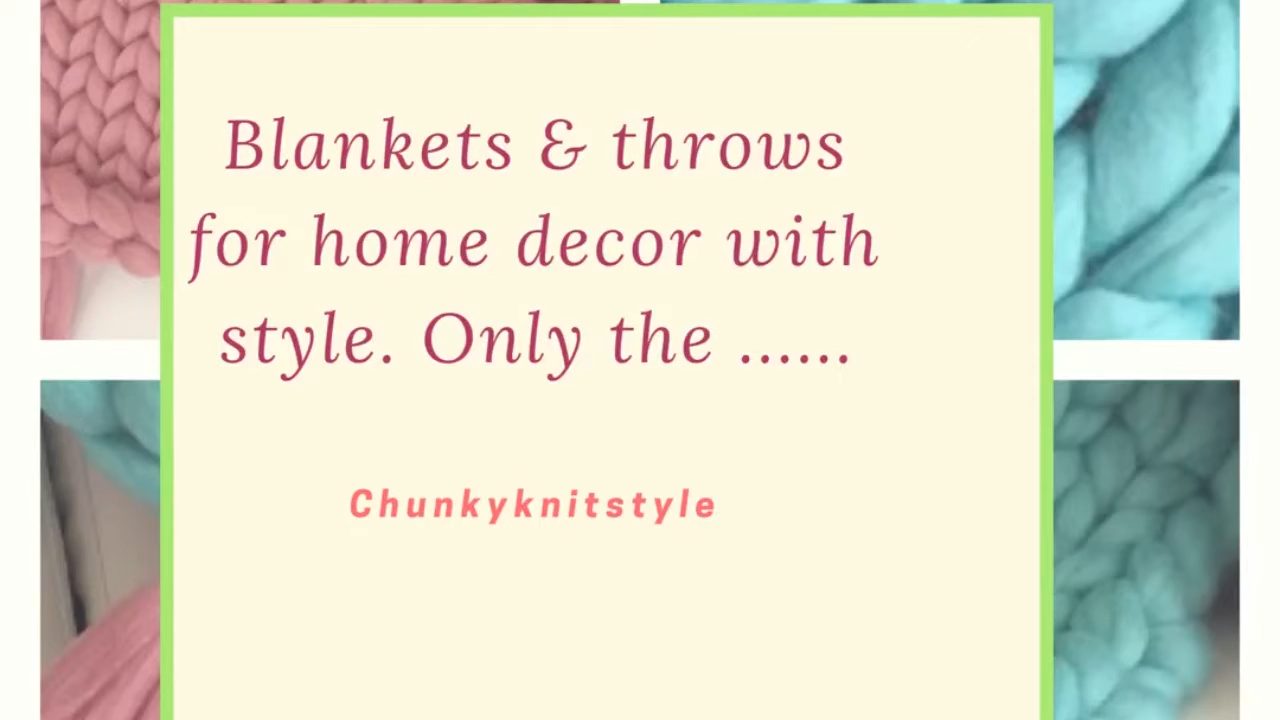 Blankets & throws
for home decor with
style. Only the ......
Chunkyknitstyle